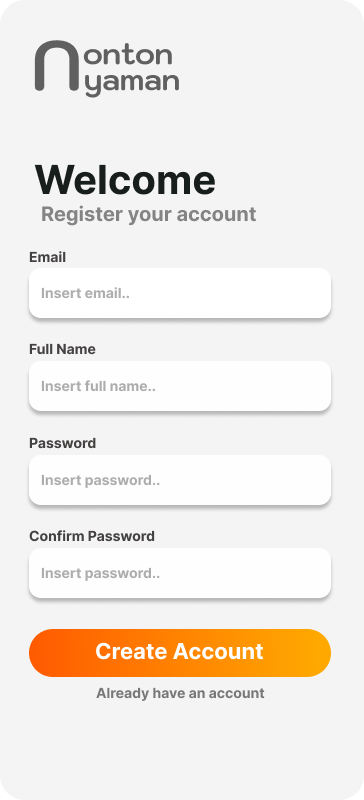 nonton
nyaman
Welcome
Register your account
Email
Insert email..
Full Name
Insert full name..
Password
Insert password..
Confirm Password
Insert password..
Create Account
Already have an account